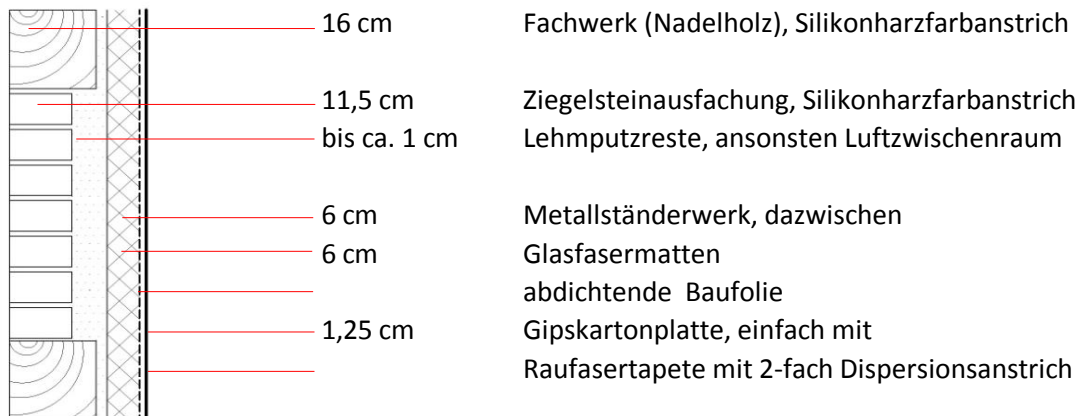 16 cm Fachwerk (Nadelholz), Silikonharzfarbanstrich
11,5 cm Ziegelsteinausfachung, Silikonharzfarbanstrich
bis ca. 1 cm Lehmputzreste, ansonsten Luftzwischenraum
6 cm Metallständerwerk, dazwischen
6 cm Glasfasermatten
abdichtende Baufolie
1,25 cm Gipskartonplatte, einfach mit
Raufasertapete mit 2-fach Dispersionsanstrich